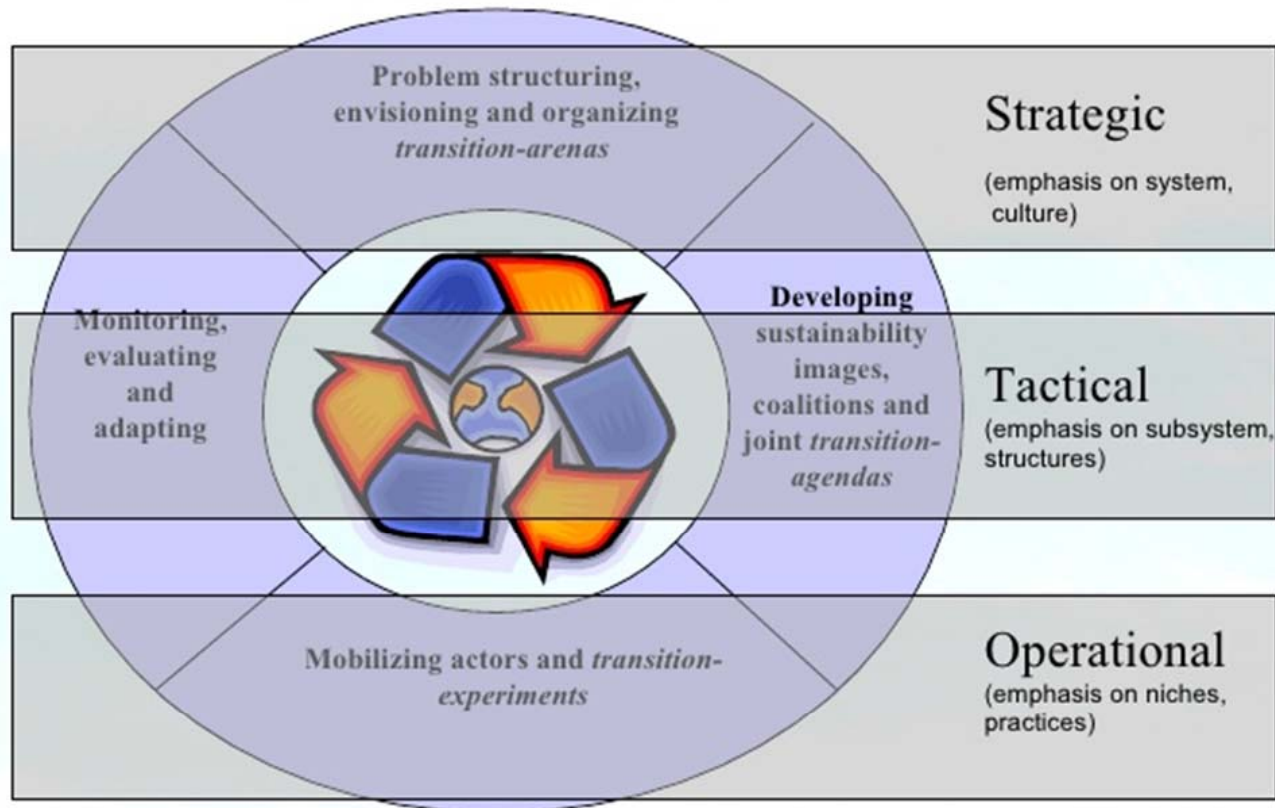 Problem structuring,
envisioning and organizing
transition-arenas
Strategic
(emphasis on system,
culture)
Monitoring,
evaluating
and
adapting
Developing
sustainability
images,
coalitions and
joint transition-
agendas
Tactical
(emphasis on subsystem,
structures)
Mobilizing actors and transition-
experiments
Operational
(emphasis on niches,
practices)